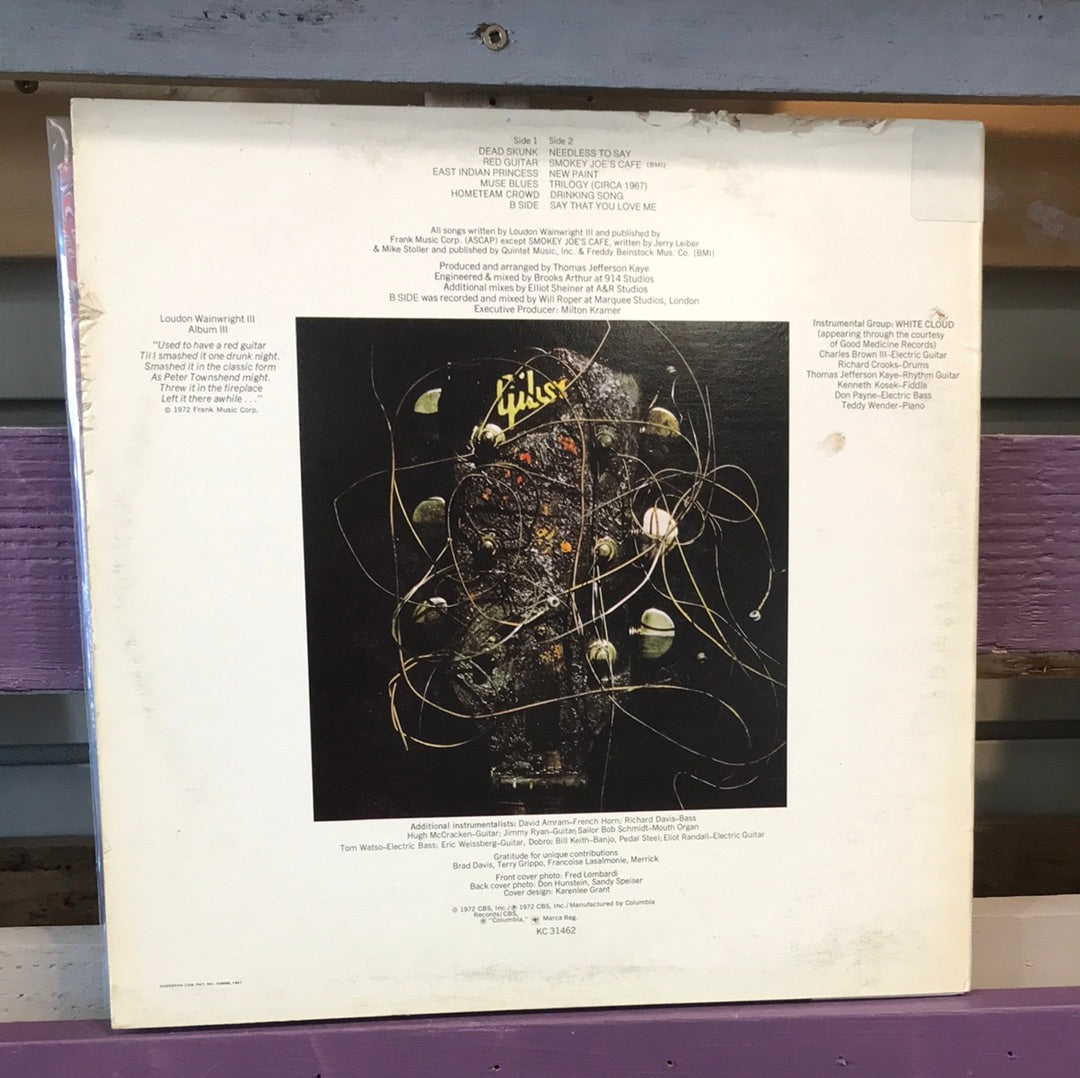 Side 1 Side 2
DEAD SKUNK NEEDLESS TO SAY
RED GUITAR SMOKEY JOE'S CAFE (BMI)
EAST INDIAN PRINCESS NEW PAINT
MUSE BLUES TRILOGY (CIRCA 1967)
HOMETEAM CROWD DRINKING SONG
B SIDE SAY THAT YOU LOVE ME
All songs written by Loudon Wainwright III and published by
Frank Music Corp. (ASCAP) except SMOKEY JOE'S CAFE, written by Jerry Leiber
& Mike Stoller and published by Quintet Music, Inc. & Freddy Beinstock Mus. Co. (BMI)
Produced and arranged by Thomas Jefferson Kaye
Engineered & mixed by Brooks Arthur at 914 Studios
Additional mixes by Elliot Sheiner at A&R Studios
B SIDE was recorded and mixed by Will Roper at Marquee Studios, London
Executive Producer: Milton Kramer
Loudon Wainwright III
Album III
"Used to have a red guitar
Til I smashed it one drunk night.
Smashed it in the classic form
As Peter Townshend might.
Threw it in the fireplace
Left it there awhile . . ."
© 1972 Frank Music Corp.
Instrumental Group: WHITE CLOUD
(appearing through the courtesy
of Good Medicine Records)
Charles Brown III–Electric Guitar
Richard Crooks–Drums
Thomas Jefferson Kaye–Rhythm Guitar
Kenneth Kosek–Fiddle
Don Payne–Electric Bass
Teddy Wender–Piano
Additional instrumentalists: David Amram–French Horn; Richard Davis–Bass
Hugh McCracken–Guitar; Jimmy Ryan–Guitar; Sailor Bob Schmidt–Mouth Organ
Tom Watso–Electric Bass; Eric Weissberg–Guitar, Dobro; Bill Keith–Banjo, Pedal Steel; Eliot Randall–Electric Guitar
Gratitude for unique contributions
Brad Davis, Terry Grippo, Francoise Lasalmonie, Merrick
Front cover photo: Fred Lombardi
Back cover photo: Don Hunstein, Sandy Speiser
Cover design: Karenlee Grant
© 1972 CBS, Inc./℗ 1972 CBS, Inc./Manufactured by Columbia
Records/CBS,
® "Columbia," Marca Reg.
KC 31462